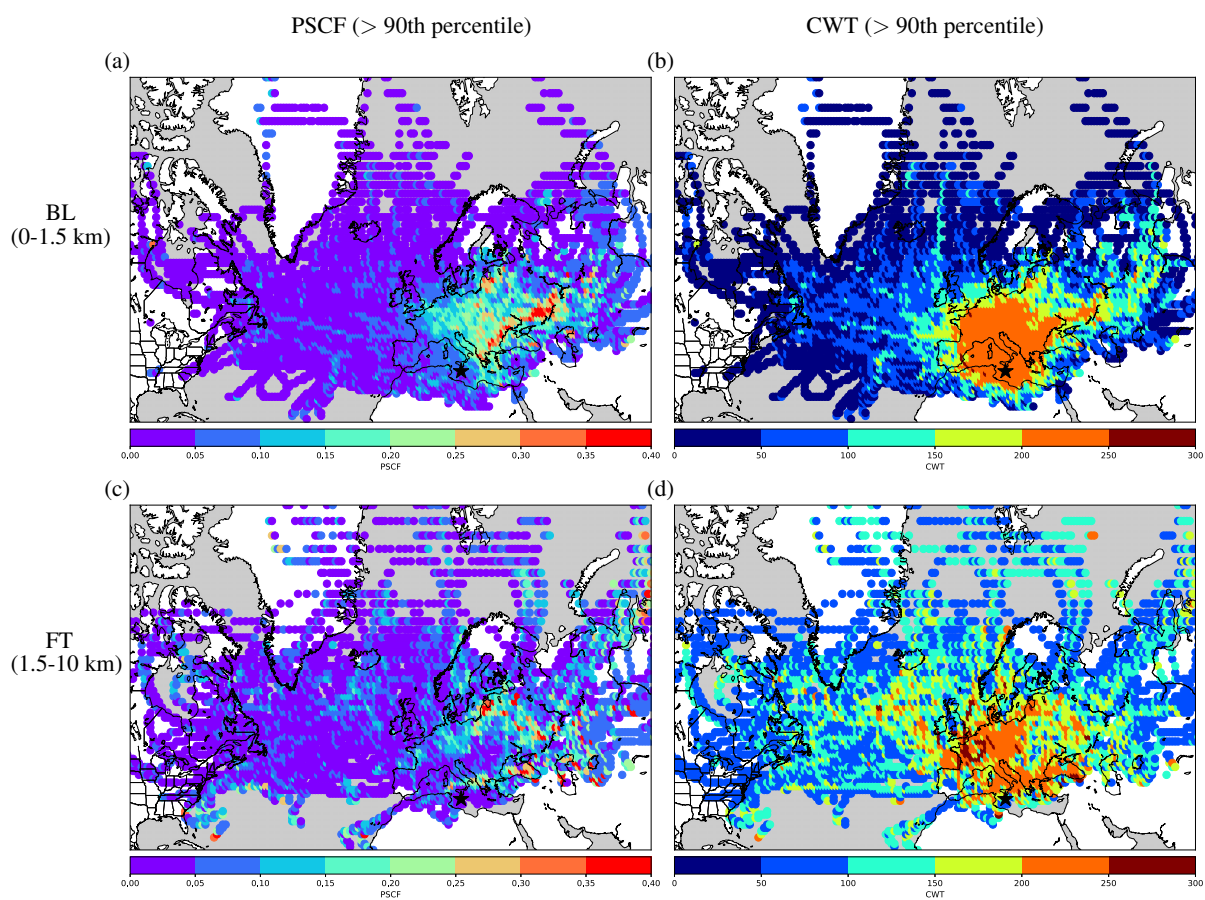 PSCF (> 90th percentile)
CWT (> 90th percentile)
(a)
(b)
BL
(0-1.5 km)
0.00 0.05 0.10 0.15 0.20 0.25 0.30 0.35 0.40
PSCF
0 50 100 150 200 250 300
CWT
(c)
(d)
FT
(1.5-10 km)
0.00 0.05 0.10 0.15 0.20 0.25 0.30 0.35 0.40
PSCF
0 50 100 150 200 250 300
CWT